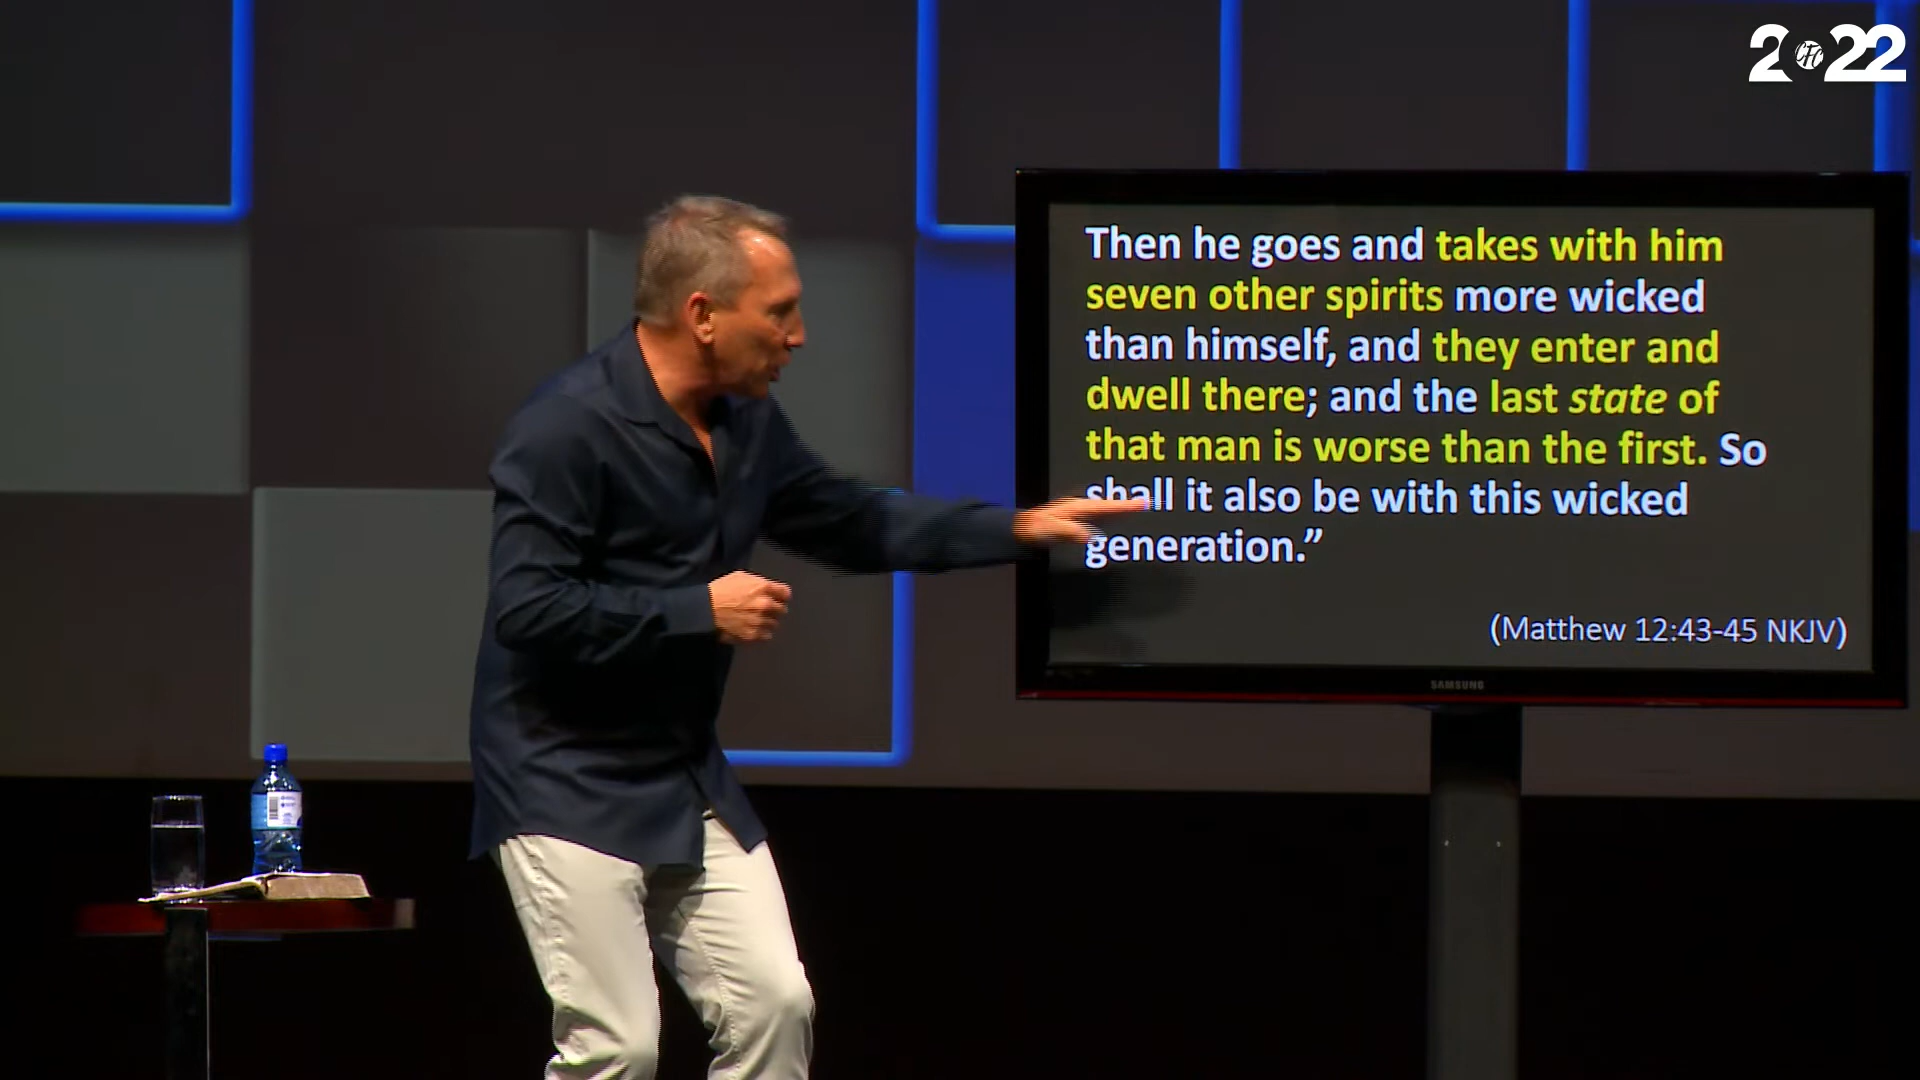 2022
Then he goes and takes with him
seven other spirits more wicked
than himself, and they enter and
dwell there; and the last state of
that man is worse than the first. So
shall it also be with this wicked
generation.”
(Matthew 12:43-45 NKJV)
SAMSUNG